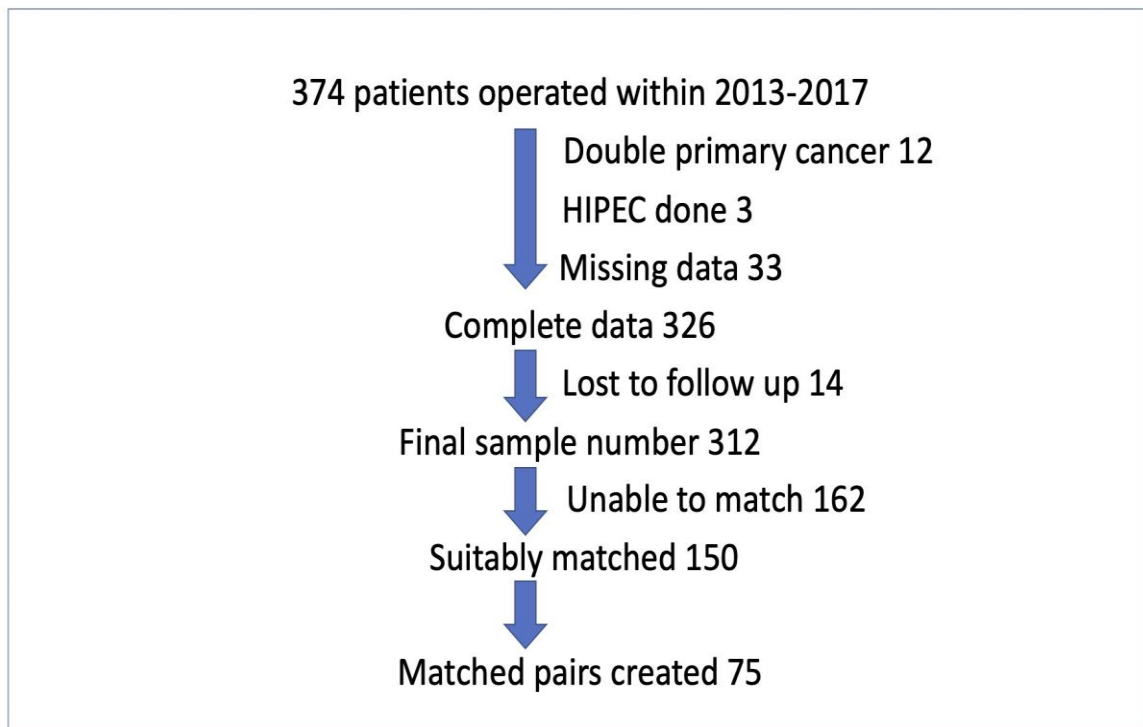 374 patients operated within 2013-2017
Double primary cancer 12
HIPEC done 3
Missing data 33
Complete data 326
Lost to follow up 14
Final sample number 312
Unable to match 162
Suitably matched 150
Matched pairs created 75